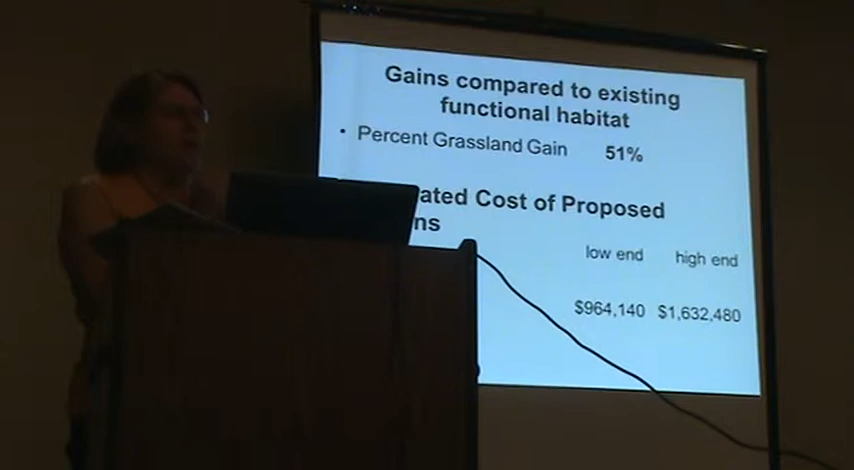 Gains compared to existing
functional habitat
• Percent Grassland Gain 51%
ated Cost of Proposed
ns
low end high end
$964,140 $1,632,480